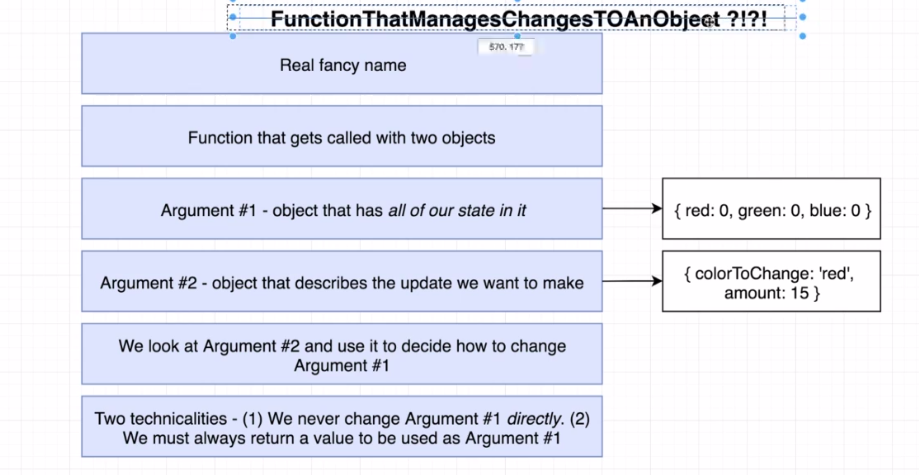 FunctionThatManagesChangesTOAnObject ?!?!
Real fancy name
Function that gets called with two objects
Argument #1 - object that has all of our state in it
{ red: 0, green: 0, blue: 0 }
Argument #2 - object that describes the update we want to make
{ colorToChange: 'red',
amount: 15 }
We look at Argument #2 and use it to decide how to change
Argument #1
Two technicalities - (1) We never change Argument #1 directly. (2)
We must always return a value to be used as Argument #1